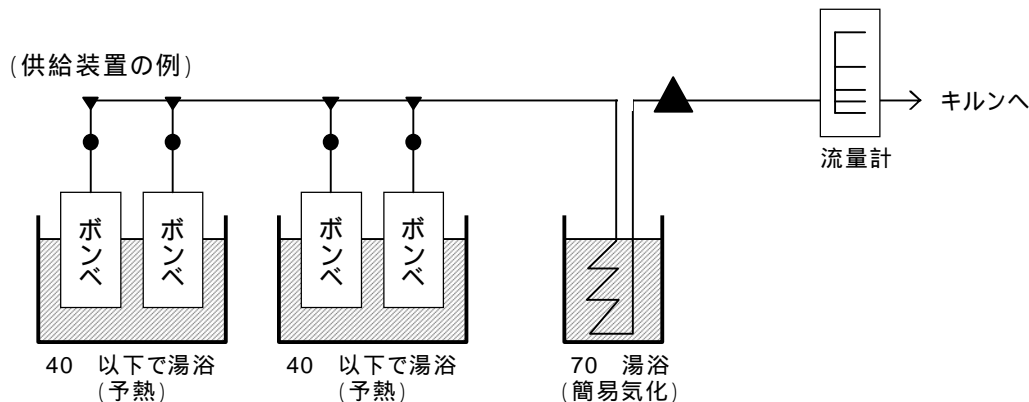 (供給装置の例)
キルンへ
流量計
ボンベ
ボンベ
ボンベ
ボンベ
40 以下で湯浴
(予熱)
40 以下で湯浴
(予熱)
70 湯浴
(簡易気化)